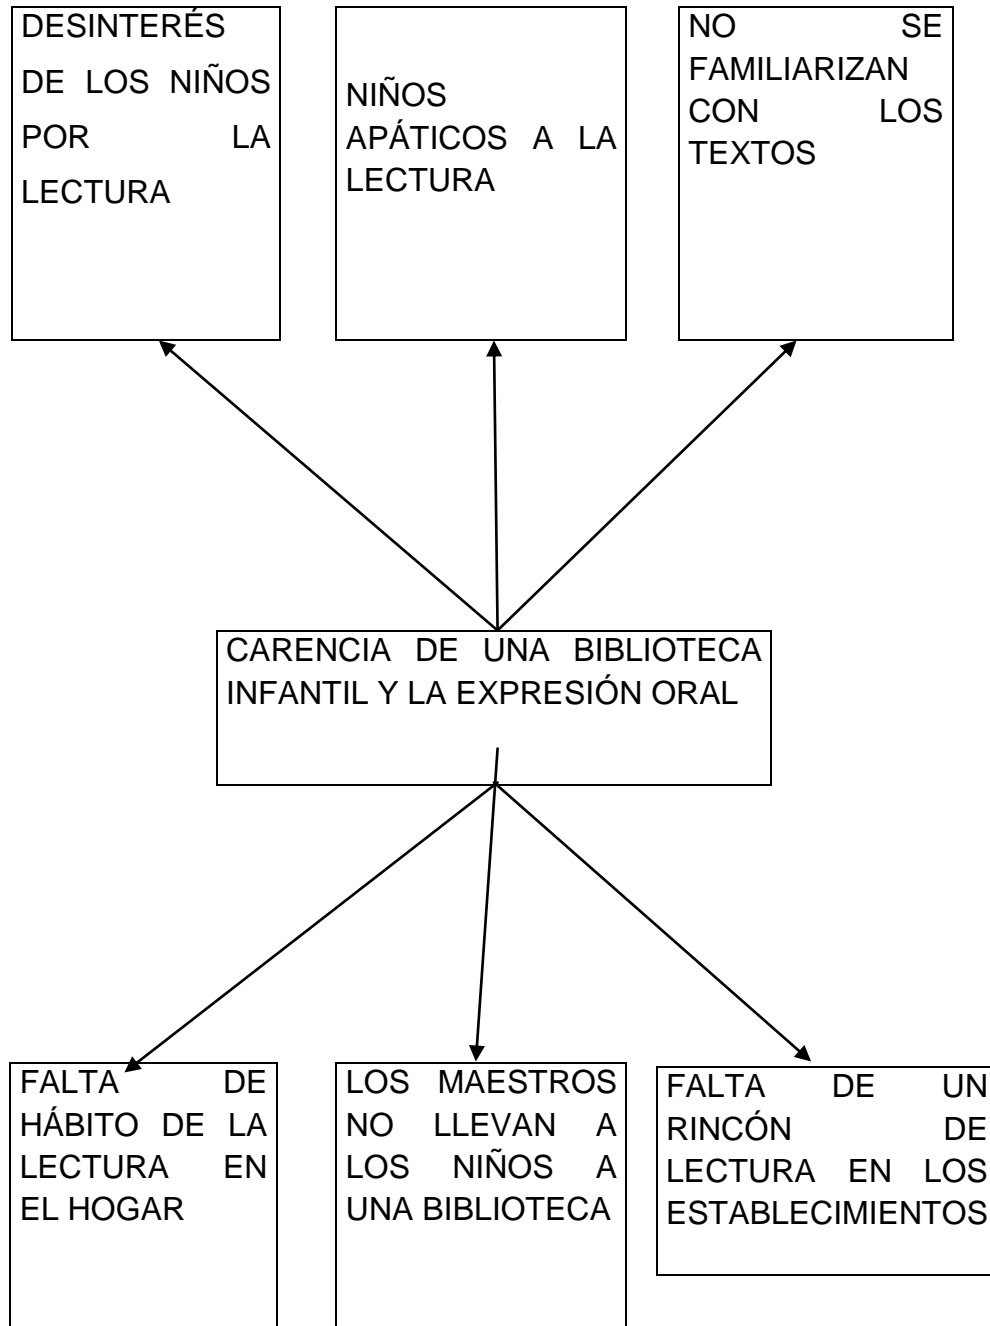 DESINTERÉS
DE LOS NIÑOS
POR LA
LECTURA
NIÑOS
APÁTICOS A LA
LECTURA
NO SE
FAMILIARIZAN
CON LOS
TEXTOS
CARENCIA DE UNA BIBLIOTECA
INFANTIL Y LA EXPRESIÓN ORAL
FALTA DE
HÁBITO DE LA
LECTURA EN
EL HOGAR
LOS MAESTROS
NO LLEVAN A
LOS NIÑOS A
UNA BIBLIOTECA
FALTA DE UN
RINCÓN DE
LECTURA EN LOS
ESTABLECIMIENTOS